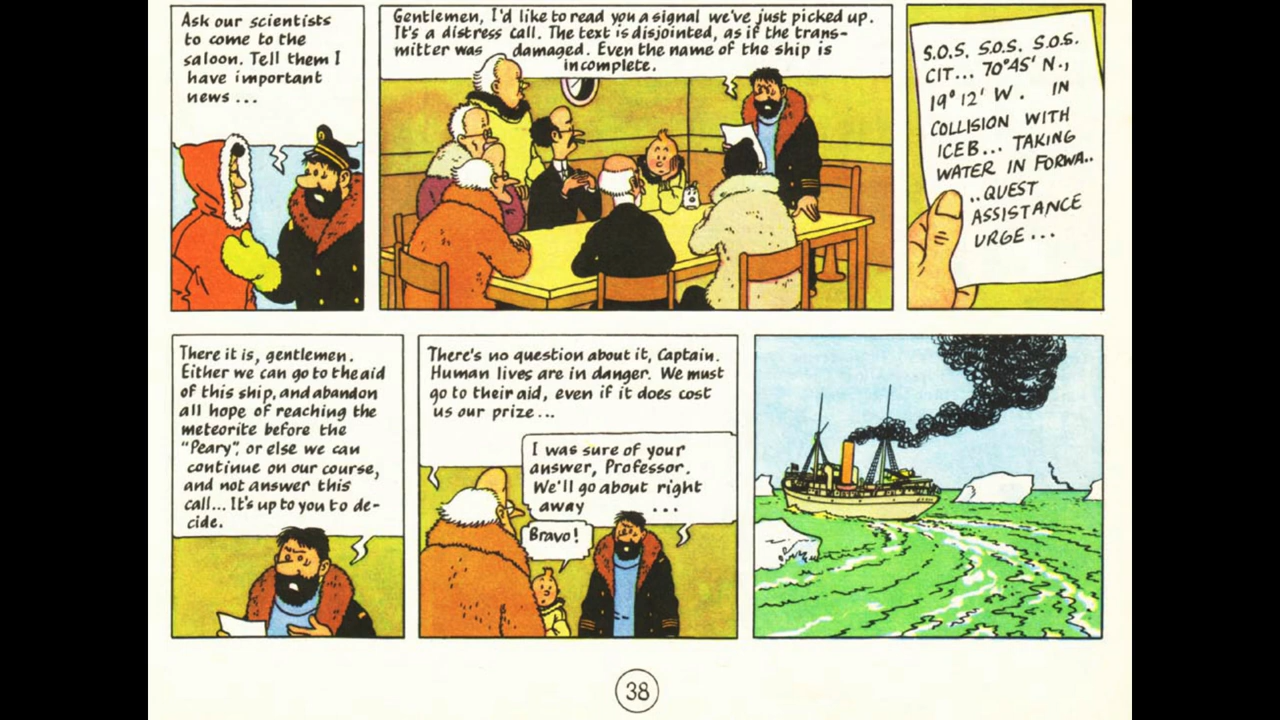 Ask our scientists
to come to the
saloon. Tell them I
have important
news ...
Gentlemen, I'd like to read you a signal we've just picked up.
It's a distress call. The text is disjointed, as if the trans-
mitter was damaged. Even the name of the ship is
incomplete.
S.O.S. S.O.S. S.O.S.
CIT... 70°45' N.,
19° 12' W. IN
COLLISION WITH
ICEB... TAKING
WATER IN FORWA..
..QUEST
ASSISTANCE
URGE...
There it is, gentlemen.
Either we can go to the aid
of this ship, and abandon
all hope of reaching the
meteorite before the
"Peary", or else we can
continue on our course,
and not answer this
call... It's up to you to de-
cide.
There's no question about it, Captain.
Human lives are in danger. We must
go to their aid, even if it does cost
us our prize...
I was sure of your
answer, Professor.
We'll go about right
away ...
Bravo!
38